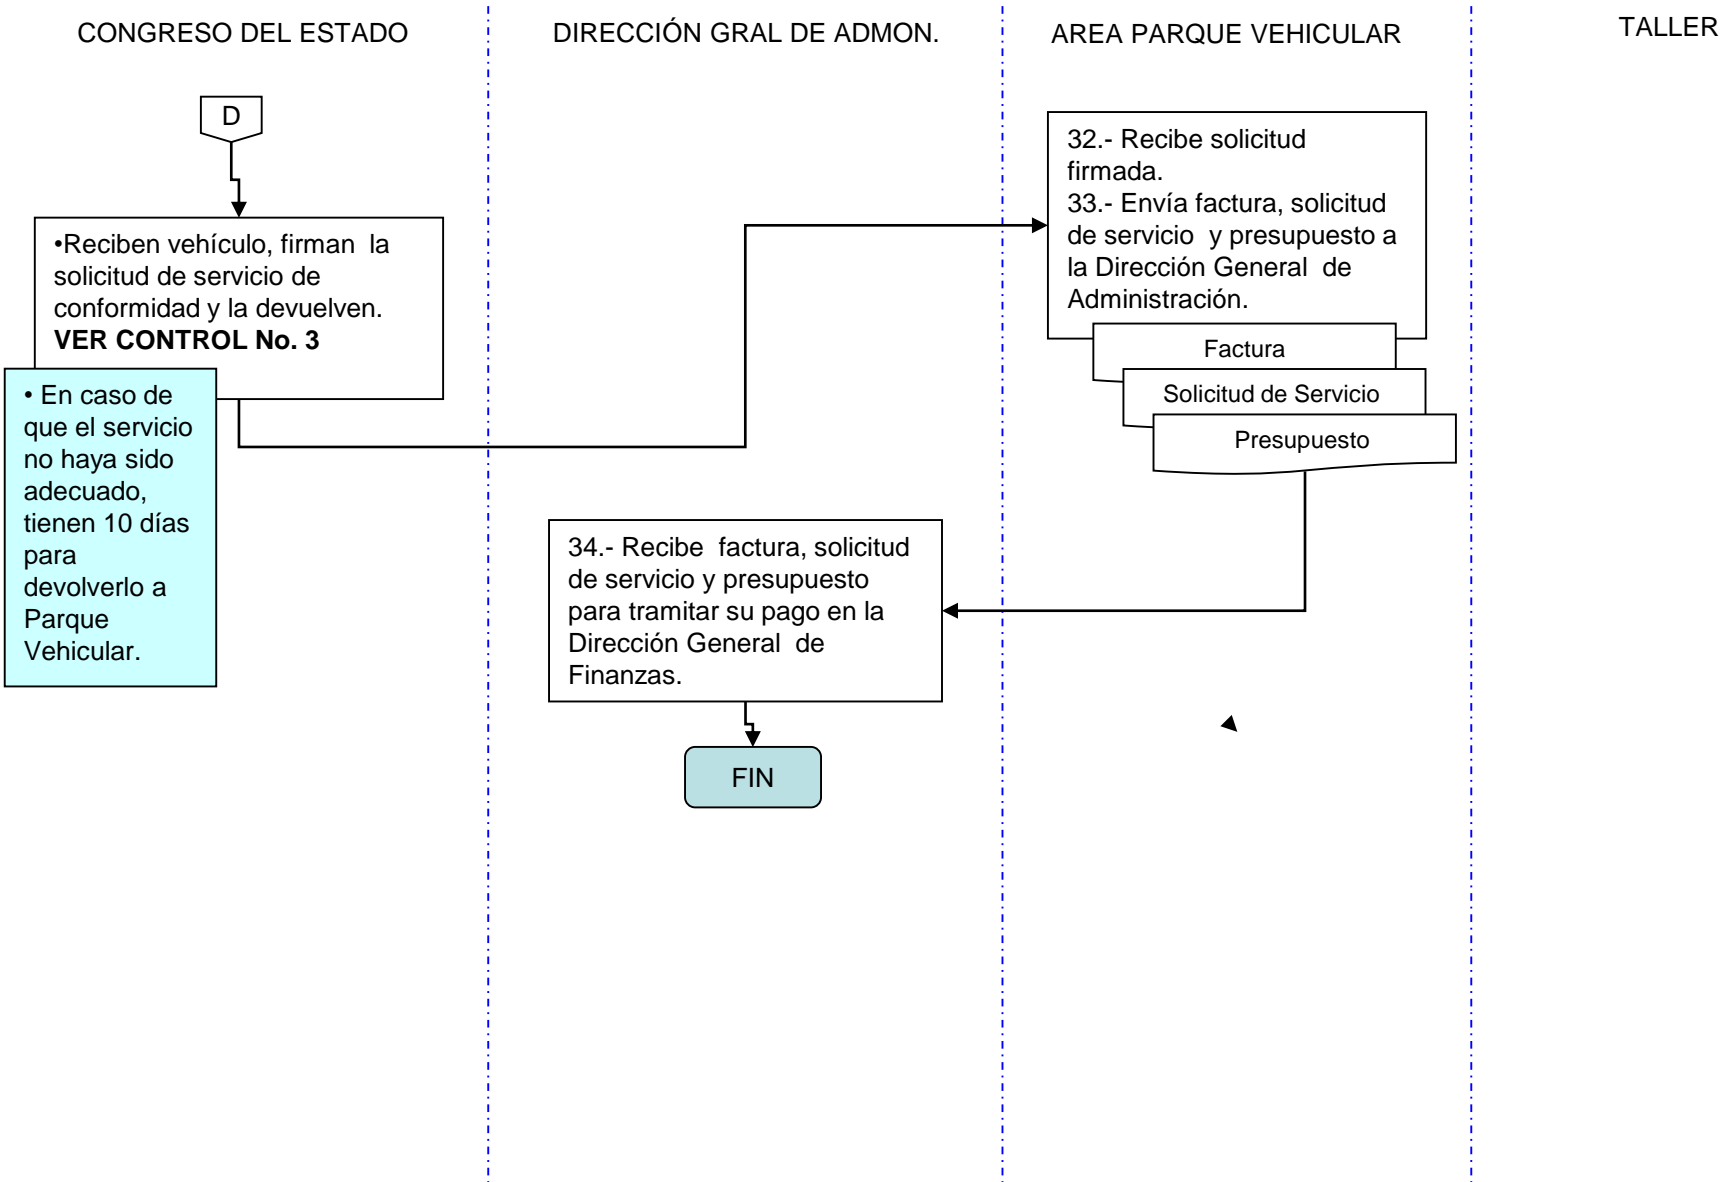 CONGRESO DEL ESTADO
DIRECCIÓN GRAL DE ADMON.
AREA PARQUE VEHICULAR
TALLER
D
•Reciben vehículo, firman la
solicitud de servicio de
conformidad y la devuelven.
VER CONTROL No. 3
• En caso de
que el servicio
no haya sido
adecuado,
tienen 10 días
para
devolverlo a
Parque
Vehicular.
32.- Recibe solicitud
firmada.
33.- Envía factura, solicitud
de servicio y presupuesto a
la Dirección General de
Administración.
Factura
Solicitud de Servicio
Presupuesto
34.- Recibe factura, solicitud
de servicio y presupuesto
para tramitar su pago en la
Dirección General de
Finanzas.
FIN